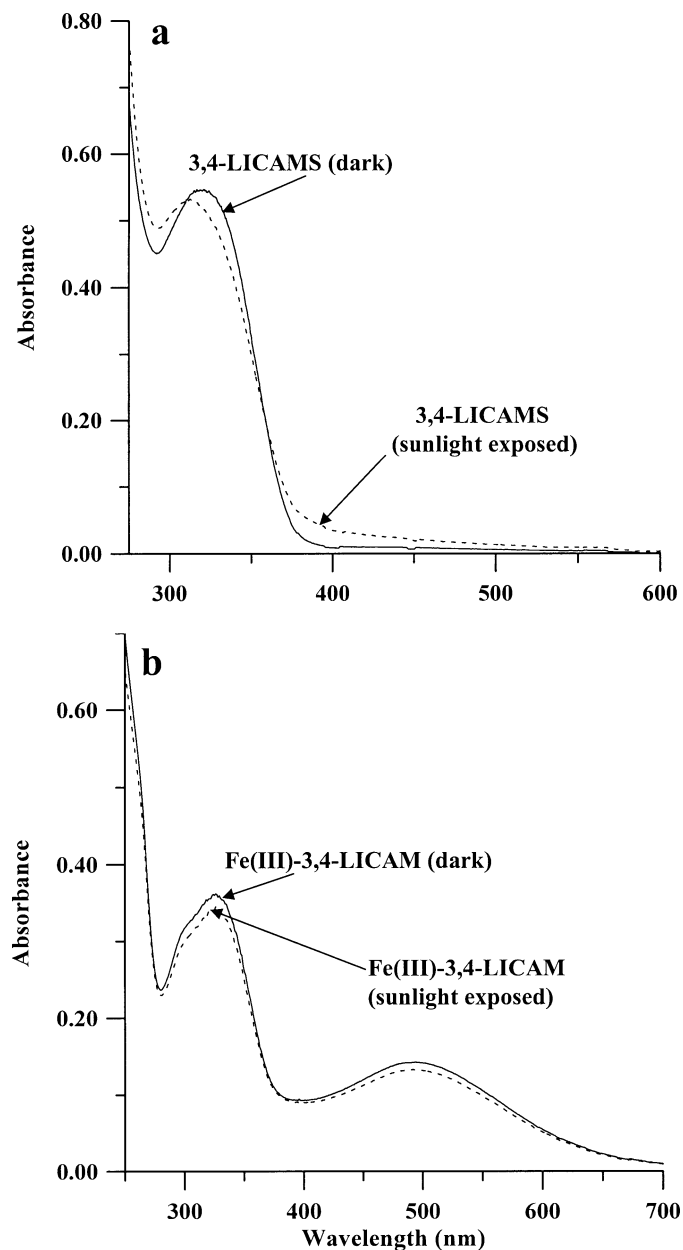 a
0.80
0.60
0.40
0.20
0.00
Absorbance
3,4-LICAMS (dark)
3,4-LICAMS
(sunlight exposed)
300
400
500
600
b
0.60
0.40
0.20
0.00
Absorbance
Fe(III)-3,4-LICAM (dark)
Fe(III)-3,4-LICAM
(sunlight exposed)
300
400
500
600
700
Wavelength (nm)